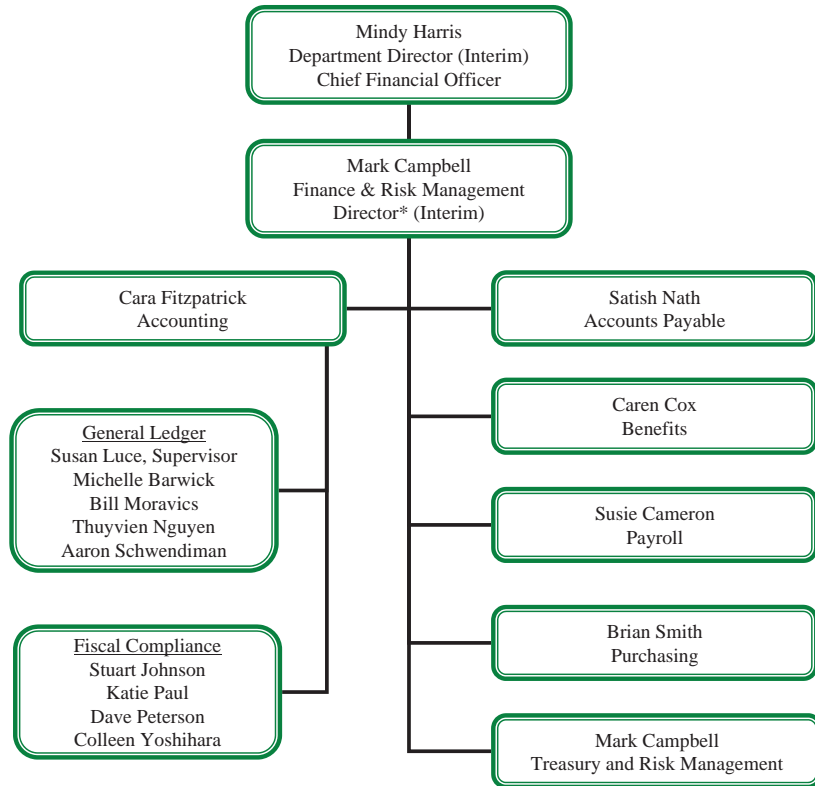 Mindy Harris
Department Director (Interim)
Chief Financial Officer
Mark Campbell
Finance & Risk Management
Director* (Interim)
Cara Fitzpatrick
Accounting
General Ledger
Susan Luce, Supervisor
Michelle Barwick
Bill Moravics
Thuyvien Nguyen
Aaron Schwendiman
Fiscal Compliance
Stuart Johnson
Katie Paul
Dave Peterson
Colleen Yoshihara
Satish Nath
Accounts Payable
Caren Cox
Benefits
Susie Cameron
Payroll
Brian Smith
Purchasing
Mark Campbell
Treasury and Risk Management